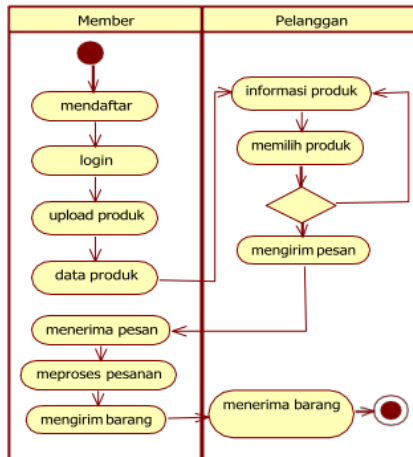 Member
Pelanggan
mendaftar
login
upload produk
data produk
informasi produk
memilih produk
mengirim pesan
menerima pesan
meproses pesanan
mengirim barang
menerima barang